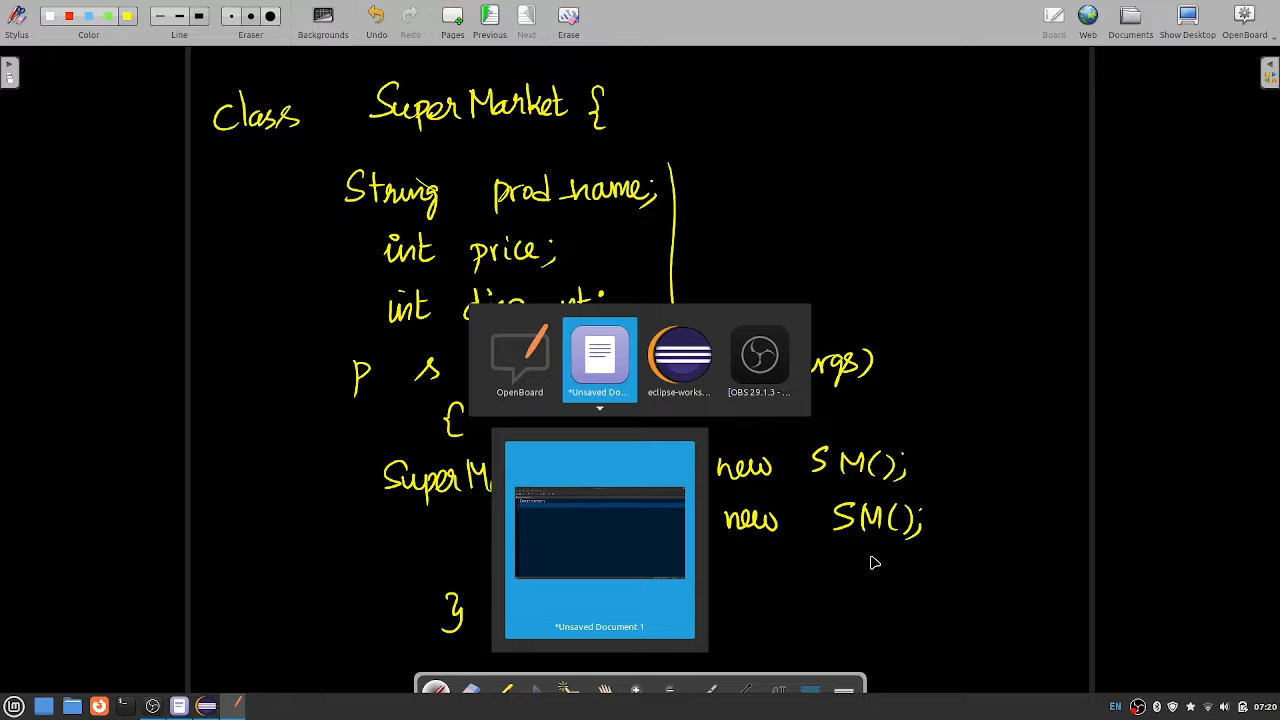 Stylus Color Line Eraser Backgrounds Undo Redo Pages Previous Next Erase Board Web Documents Show Desktop OpenBoard
Class SuperMarket {
String prod_name;
int price;
int
p s args)
{
OpenBoard *Unsaved Do... eclipse-works... [OBS 29.1.3 - ...
SuperM new SM();
new SM();
Constructor:
}
*Unsaved Document 1
EN 07:20